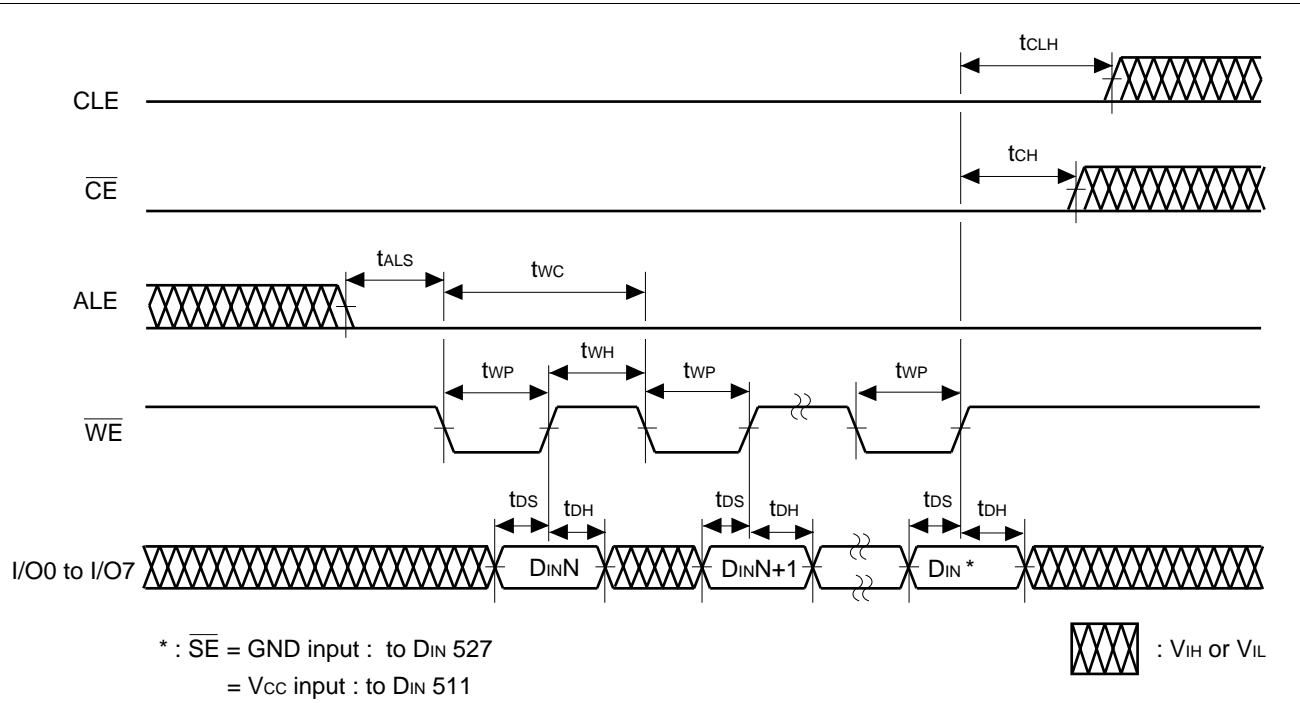 tCLH
CLE
tCH
CE
tALS
tWC
ALE
tWP
tWH
tWP
tWP
WE
tDS
tDH
tDS
tDH
tDS
tDH
I/O0 to I/O7
DINN
DINN+1
DIN *
* : SE = GND input : to DIN 527
= VCC input : to DIN 511
: VIH or VIL